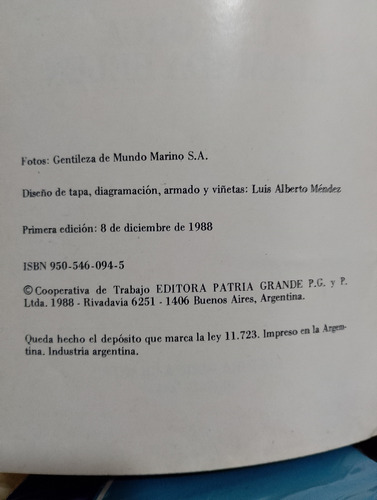 Fotos: Gentileza de Mundo Marino S.A.
Diseño de tapa, diagramación, armado y viñetas: Luis Alberto Méndez
Primera edición: 8 de diciembre de 1988
ISBN 950-546-094-5
© Cooperativa de Trabajo EDITORA PATRIA GRANDE P.G. y P.
Ltda. 1988 - Rivadavia 6251 - 1406 Buenos Aires, Argentina.
Queda hecho el depósito que marca la ley 11.723. Impreso en la Argen-
tina. Industria argentina.